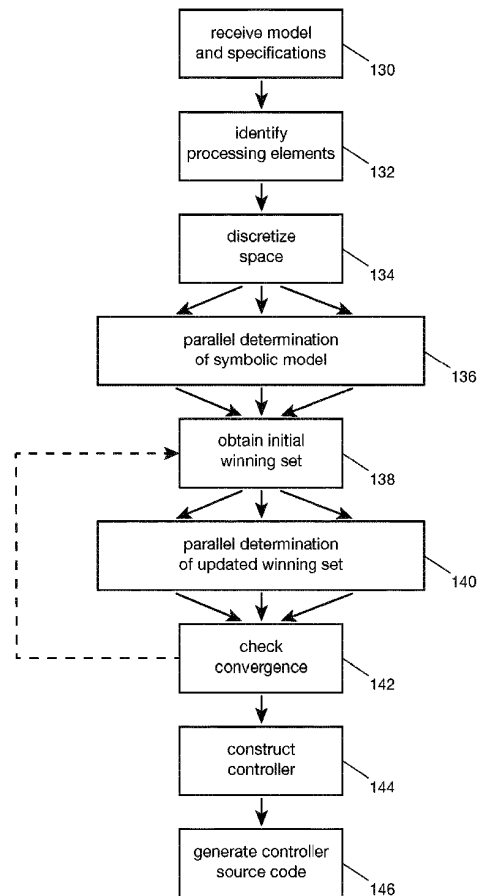 receive model
and specifications
130
identify
processing elements
132
discretize
space
134
parallel determination
of symbolic model
136
obtain initial
winning set
138
parallel determination
of updated winning set
140
check
convergence
142
construct
controller
144
generate controller
source code
146